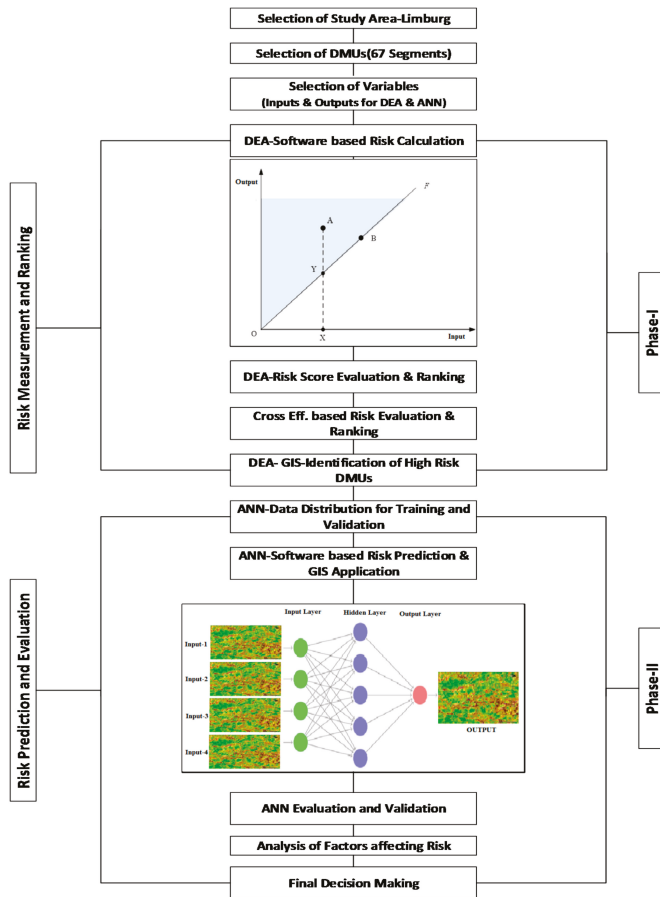 Selection of Study Area-Limburg
Selection of DMUs(67 Segments)
Selection of Variables
(Inputs & Outputs for DEA & ANN)
DEA-Software based Risk Calculation
Output
F
A
B
Y
O
X
Input
DEA-Risk Score Evaluation & Ranking
Cross Eff. based Risk Evaluation &
Ranking
DEA- GIS-Identification of High Risk
DMUs
Risk Measurement and Ranking
Phase-I
ANN-Data Distribution for Training and
Validation
ANN-Software based Risk Prediction &
GIS Application
Input Layer
Hidden Layer
Output Layer
Input-1
Input-2
Input-3
Input-4
OUTPUT
ANN Evaluation and Validation
Analysis of Factors affecting Risk
Final Decision Making
Risk Prediction and Evaluation
Phase-II